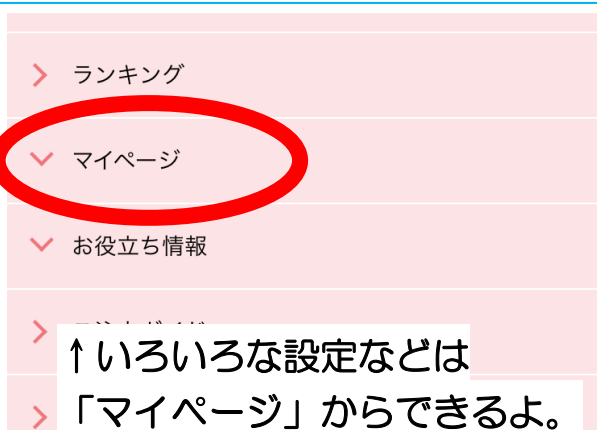 ランキング
マイページ
お役立ち情報
↑いろいろな設定などは
「マイページ」からできるよ。